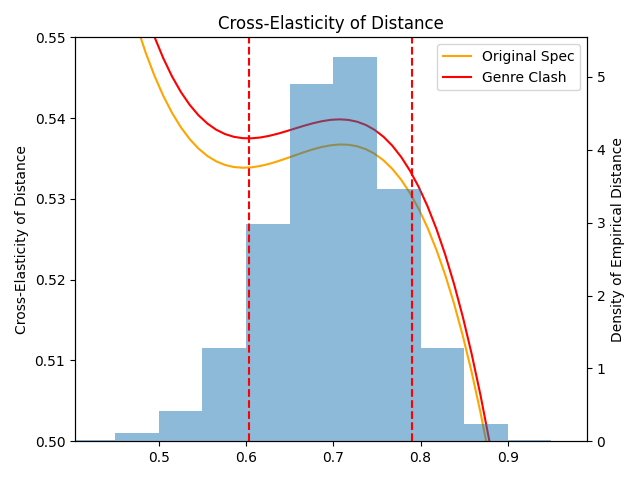 Cross-Elasticity of Distance
Original Spec
Genre Clash
Cross-Elasticity of Distance
0.55
0.54
0.53
0.52
0.51
0.50
5
4
3
2
1
0
Density of Empirical Distance
0.5 0.6 0.7 0.8 0.9